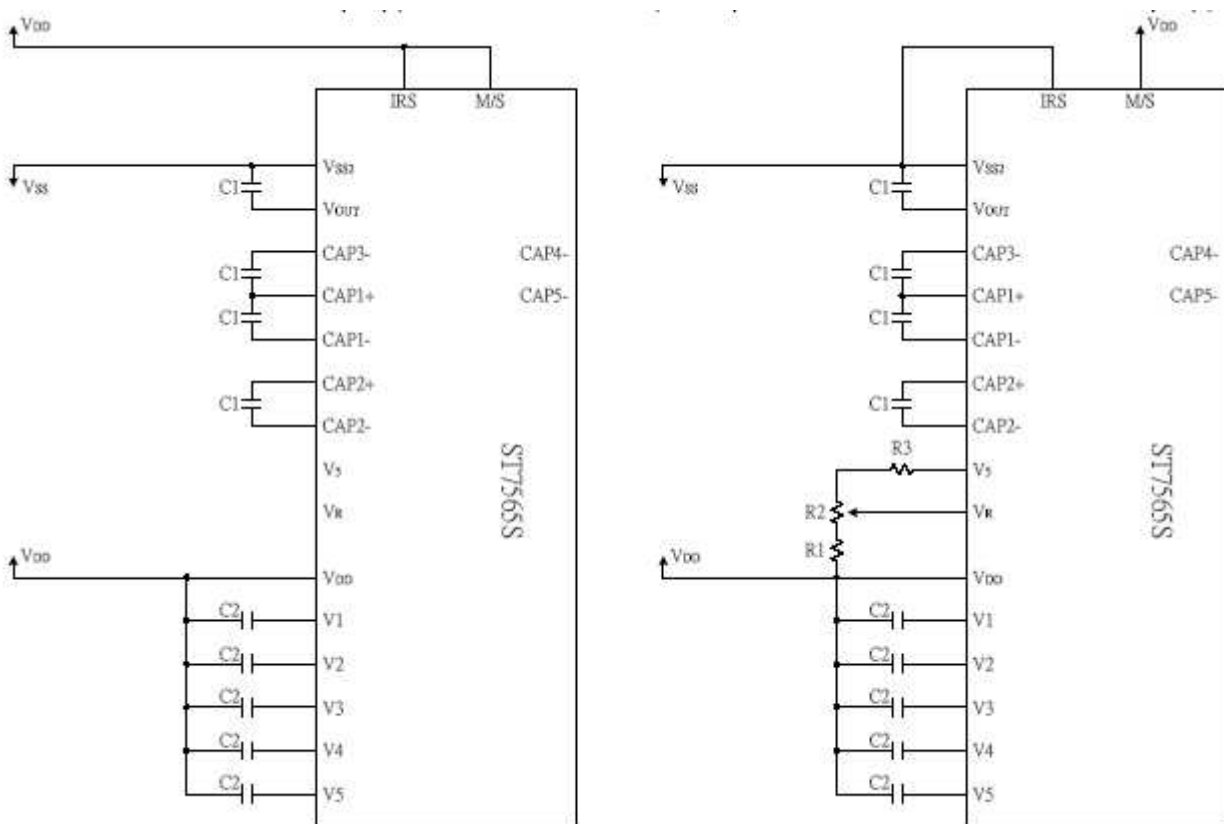 VDD
IRS M/S
VSS2
VSS
C1
VOUT
CAP3-
CAP4-
C1
CAP1+
CAP5-
C1
CAP1-
CAP2+
C1
CAP2-
V5
ST7565S
VR
VDD
VDD
C2
V1
C2
V2
C2
V3
C2
V4
C2
V5
VDD
IRS M/S
VSS2
VSS
C1
VOUT
CAP3-
CAP4-
C1
CAP1+
CAP5-
C1
CAP1-
CAP2+
C1
CAP2-
R3
V5
ST7565S
R2
VR
R1
VDD
VDD
C2
V1
C2
V2
C2
V3
C2
V4
C2
V5